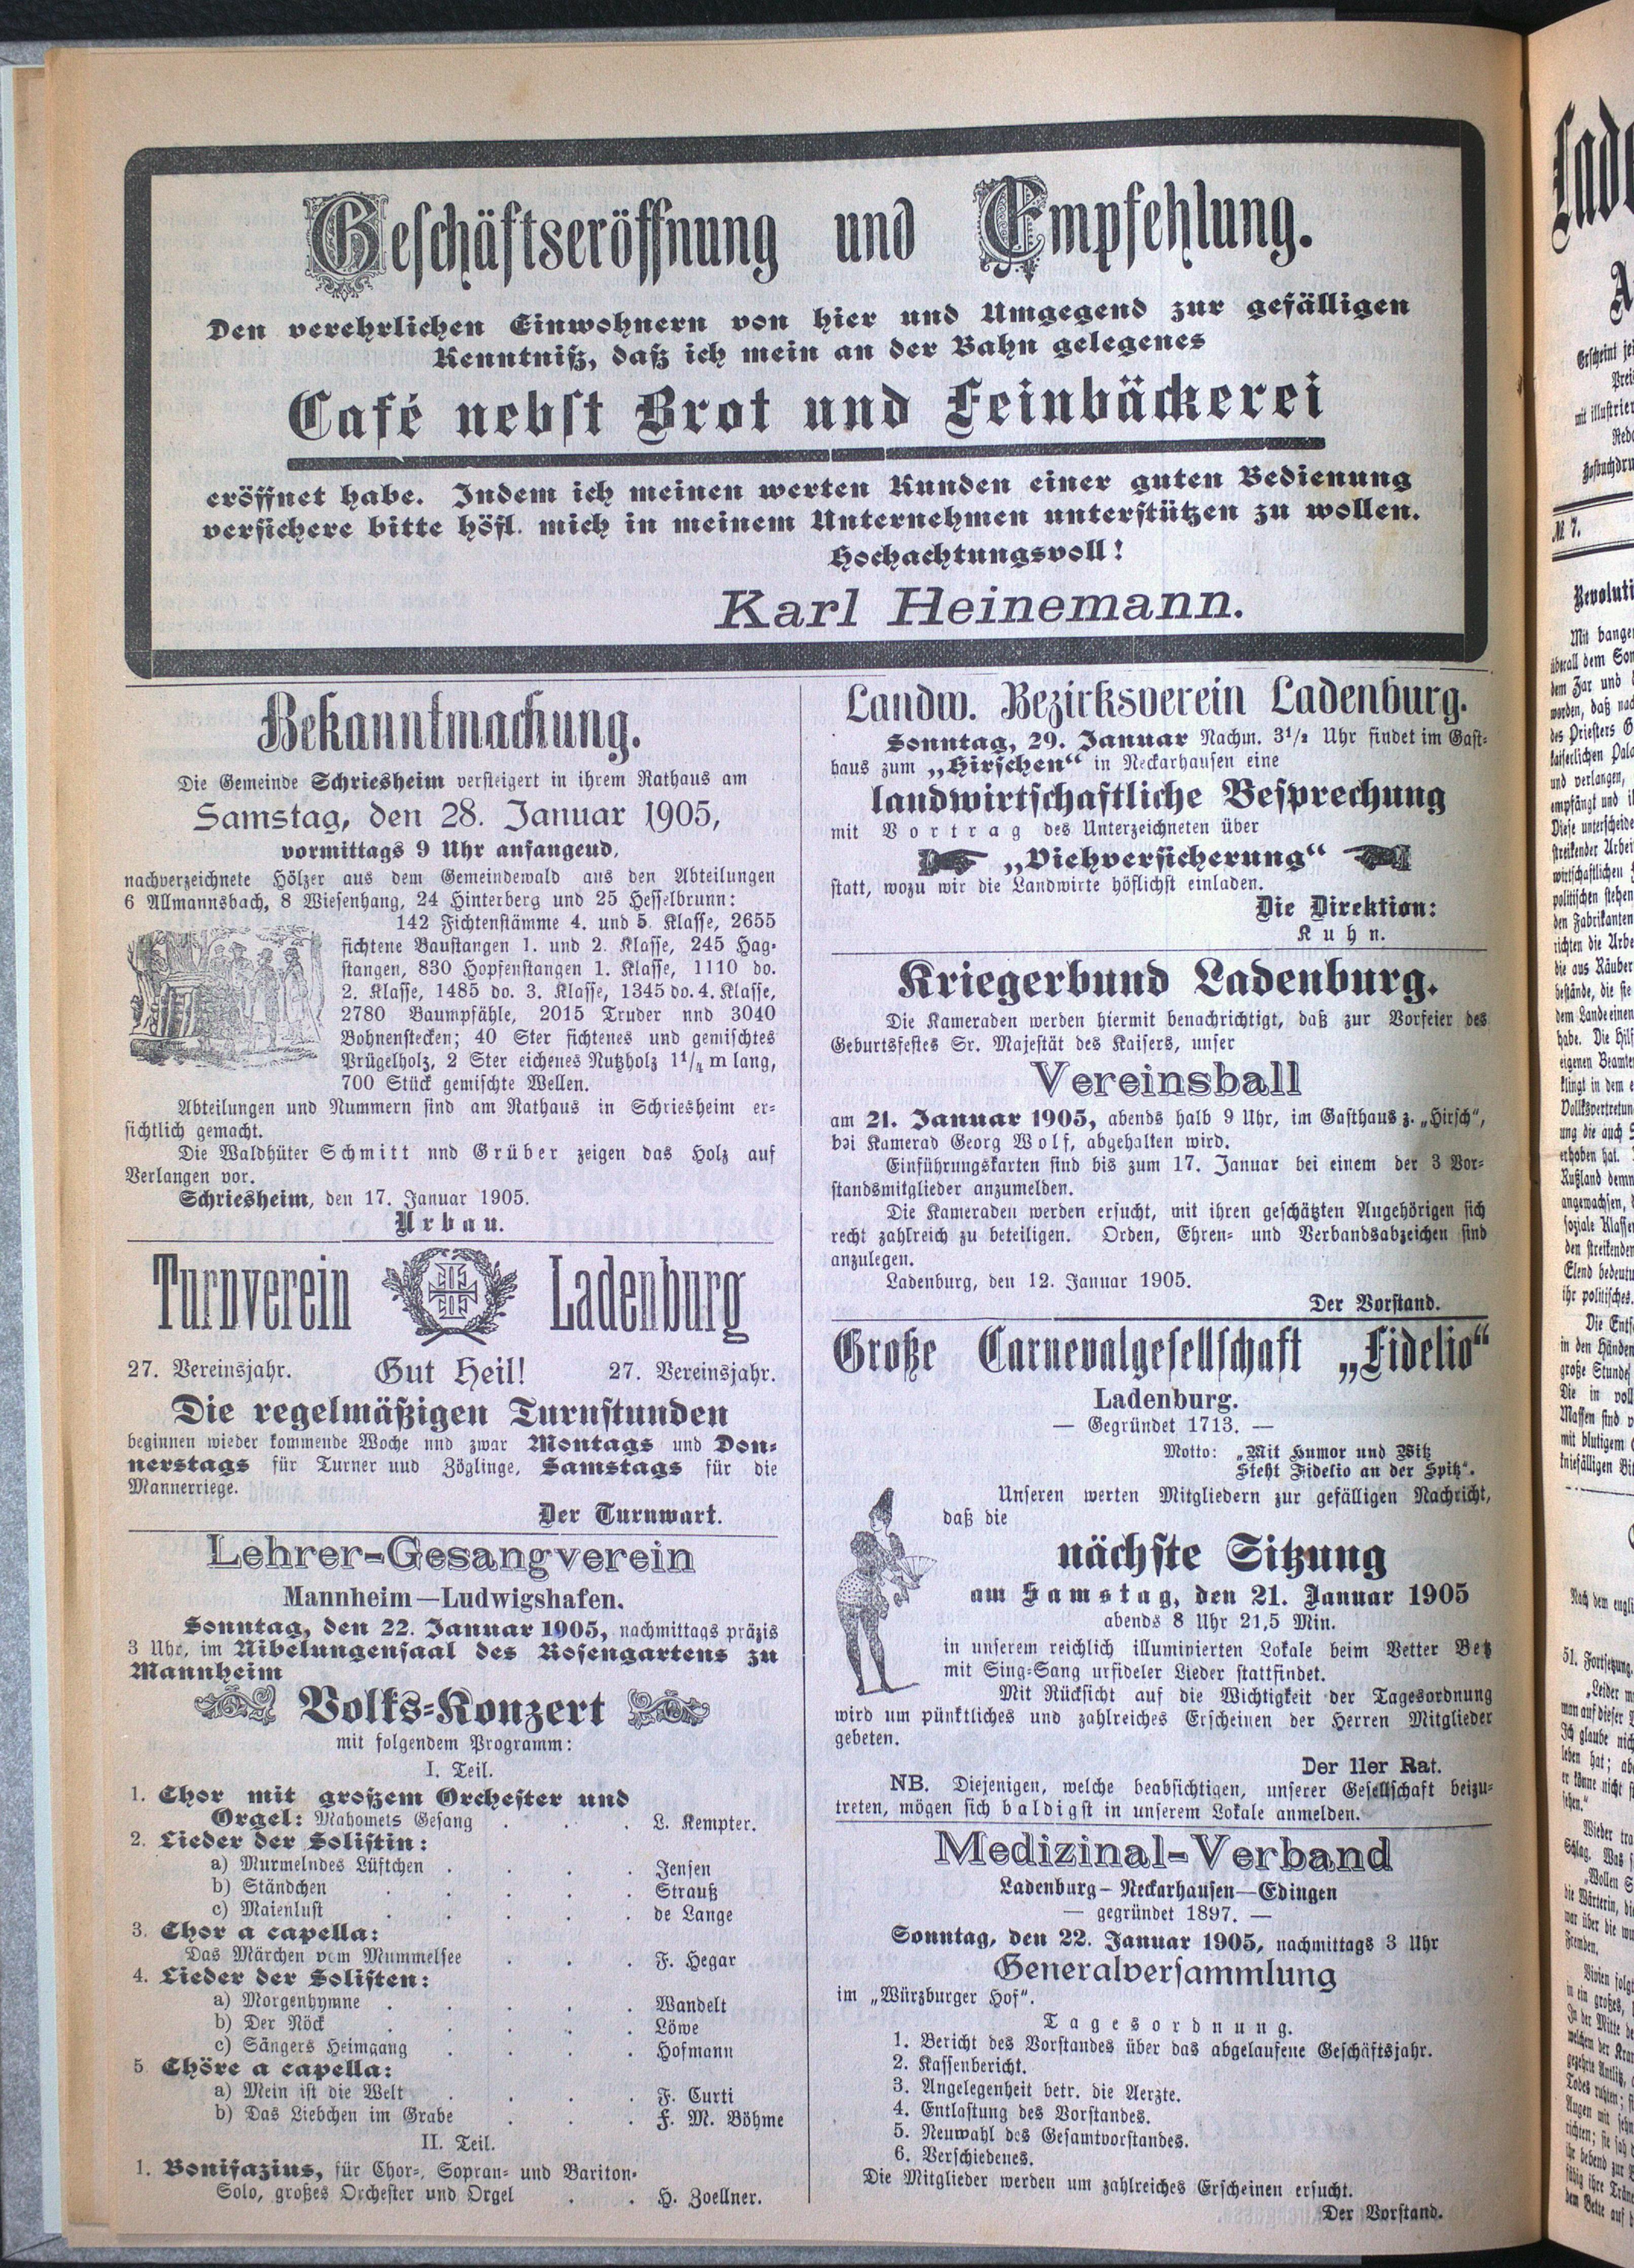 Geschäftseröffnung und Empfehlung.
Den verehrlichen Einwohnern von hier und Umgegend zur gefälligen
Kenntniß, daß ich mein an der Bahn gelegenes
Café nebst Brot und Feinbäckerei
eröffnet habe. Indem ich meinen werten Kunden einer guten Bedienung
versichere bitte höfl. mich in meinem Unternehmen unterstützen zu wollen.
Hochachtungsvoll!
Karl Heinemann.
Bekanntmachung.
Die Gemeinde Schriesheim versteigert in ihrem Rathaus am
Samstag, den 28. Januar 1905,
vormittags 9 Uhr anfangend,
nachverzeichnete Hölzer aus dem Gemeindewald aus den Abteilungen
6 Allmannsbach, 8 Wiesenhang, 24 Hinterberg und 25 Hesselbrunn:
142 Fichtenstämme 4. und 5. Klasse, 2655
fichtene Baustangen 1. und 2. Klasse, 245 Hag-
stangen, 830 Hopfenstangen 1. Klasse, 1110 do.
2. Klasse, 1485 do. 3. Klasse, 1345 do. 4. Klasse,
2780 Baumpfähle, 2015 Truder nnd 3040
Bohnenstecken; 40 Ster fichtenes und gemischtes
Prügelholz, 2 Ster eichenes Nutzholz 1¹/₄ m lang,
700 Stück gemischte Wellen.
Abteilungen und Nummern sind am Rathaus in Schriesheim er-
sichtlich gemacht.
Die Waldhüter Schmitt nnd Grüber zeigen das Holz auf
Verlangen vor.
Schriesheim, den 17. Januar 1905.
Urban.
Turnverein Ladenburg
27. Vereinsjahr. Gut Heil! 27. Vereinsjahr.
Die regelmäßigen Turnstunden
beginnen wieder kommende Woche nnd zwar Montags und Don-
nerstags für Turner und Zöglinge, Samstags für die
Mannerriege.
Der Turnwart.
Lehrer-Gesangverein
Mannheim—Ludwigshafen.
Sonntag, den 22. Januar 1905, nachmittags präzis
3 Uhr, im Nibelungensaal des Rosengartens zu
Mannheim
Volks-Konzert
mit folgendem Programm:
I. Teil.
1. Chor mit großem Orchester und
Orgel: Mahomets Gesang . . . L. Kempter.
2. Lieder der Solistin:
a) Murmelndes Lüftchen . . . . Jensen
b) Ständchen . . . . Strauß
c) Maienlust . . . . de Lange
3. Chor a capella:
Das Märchen vom Mummelsee . . . F. Hegar
4. Lieder der Solisten:
a) Morgenhymne . . . . Wandelt
b) Der Nöck . . . . Löwe
c) Sängers Heimgang . . . . Hofmann
5. Chöre a capella:
a) Mein ist die Welt . . . . F. Curti
b) Das Liebchen im Grabe . . . F. M. Böhme
II. Teil.
1. Bonifazius, für Chor-, Sopran- und Bariton-
Solo, großes Orchester und Orgel . . H. Zoellner.
Landw. Bezirksverein Ladenburg.
Sonntag, 29. Januar Nachm. 3¹/₂ Uhr findet im Gast-
haus zum „Hirschen“ in Neckarhausen eine
landwirtschaftliche Besprechung
mit Vortrag des Unterzeichneten über
„Viehversicherung“
statt, wozu wir die Landwirte höflichst einladen.
Die Direktion:
Kuhn.
Kriegerbund Ladenburg.
Die Kameraden werden hiermit benachrichtigt, daß zur Vorfeier des
Geburtsfestes Sr. Majestät des Kaisers, unser
Vereinsball
am 21. Januar 1905, abends halb 9 Uhr, im Gasthaus z. „Hirsch“,
bei Kamerad Georg Wolf, abgehalten wird.
Einführungskarten sind bis zum 17. Januar bei einem der 3 Vor-
standsmitglieder anzumelden.
Die Kameraden werden ersucht, mit ihren geschätzten Angehörigen sich
recht zahlreich zu beteiligen. Orden, Ehren- und Verbandsabzeichen sind
anzulegen.
Ladenburg, den 12. Januar 1905.
Der Vorstand.
Große Carnevalgesellschaft „Fidelio“
Ladenburg.
— Gegründet 1713. —
Motto: „Mit Humor und Witz
Steht Fidelio an der Spitz“.
Unseren werten Mitgliedern zur gefälligen Nachricht,
daß die
nächste Sitzung
am Samstag, den 21. Januar 1905
abends 8 Uhr 21,5 Min.
in unserem reichlich illuminierten Lokale beim Vetter Betz
mit Sing-Sang urfideler Lieder stattfindet.
Mit Rücksicht auf die Wichtigkeit der Tagesordnung
wird um pünktliches und zahlreiches Erscheinen der Herren Mitglieder
gebeten.
Der 11er Rat.
NB. Diejenigen, welche beabsichtigen, unserer Gesellschaft beizu-
treten, mögen sich baldigst in unserem Lokale anmelden.
Medizinal-Verband
Ladenburg—Neckarhausen—Edingen
— gegründet 1897. —
Sonntag, den 22. Januar 1905, nachmittags 3 Uhr
Generalversammlung
im „Würzburger Hof“.
Tagesordnung.
1. Bericht des Vorstandes über das abgelaufene Geschäftsjahr.
2. Kassenbericht.
3. Angelegenheit betr. die Aerzte.
4. Entlastung des Vorstandes.
5. Neuwahl des Gesamtvorstandes.
6. Verschiedenes.
Die Mitglieder werden um zahlreiches Erscheinen ersucht.
Der Vorstand.
№ 7.